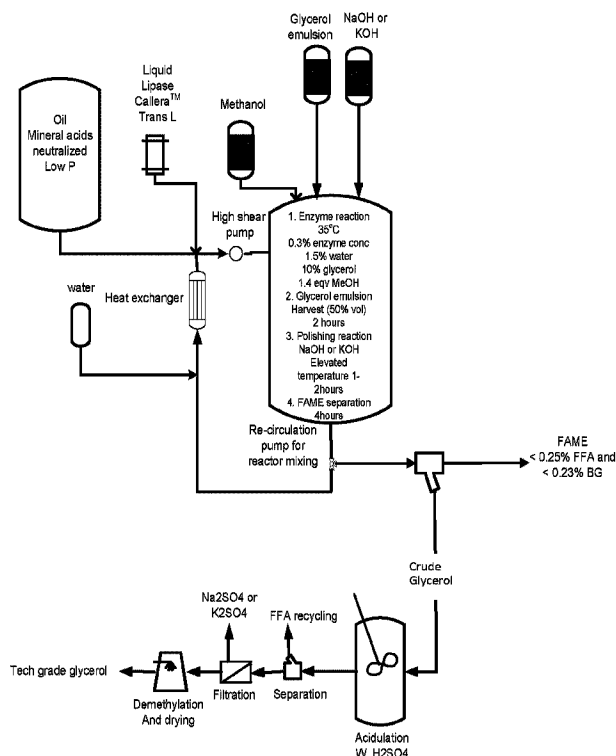 Glycerol
emulsion
NaOH or
KOH
Liquid
Lipase
Callera™
Trans L
Methanol
Oil
Mineral acids
neutralized
Low P
High shear
pump
water
Heat exchanger
1. Enzyme reaction
35°C
0.3% enzyme conc
1.5% water
10% glycerol
1.4 eqv MeOH
2. Glycerol emulsion
Harvest (50% vol)
2 hours
3. Polishing reaction
NaOH or KOH
Elevated
temperature 1-
2hours
4. FAME separation
4hours
Re-circulation
pump for
reactor mixing
FAME
< 0.25% FFA and
< 0.23% BG
Crude
Glycerol
Na2SO4 or
K2SO4
FFA recycling
Tech grade glycerol
Demethylation
And drying
Filtration
Separation
Acidulation
W. H2SO4